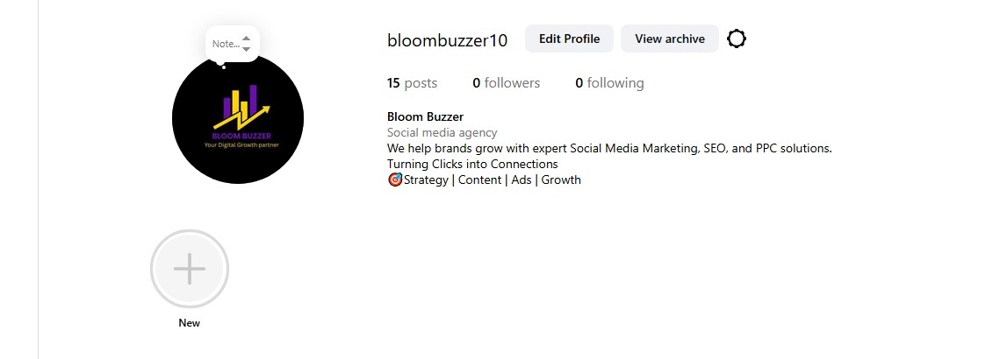 Note...
bloombuzzer10 Edit Profile View archive
15 posts 0 followers 0 following
BLOOM BUZZER
Your Digital Growth partner
Bloom Buzzer
Social media agency
We help brands grow with expert Social Media Marketing, SEO, and PPC solutions.
Turning Clicks into Connections
🎯Strategy | Content | Ads | Growth
New